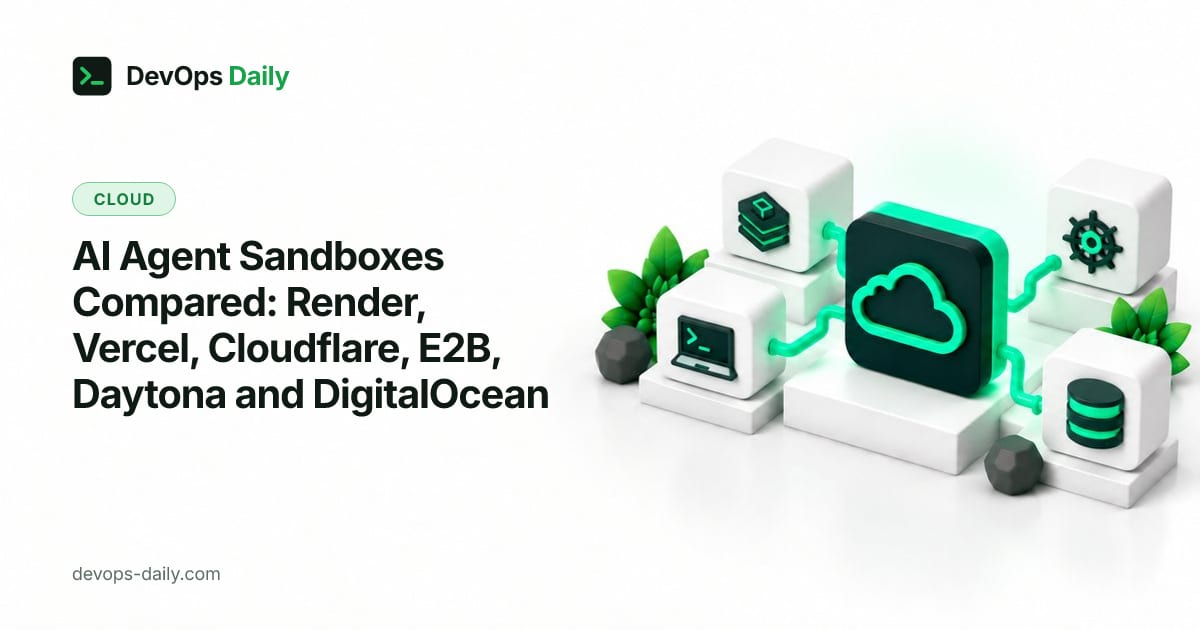 DevOps Daily
CLOUD
AI Agent Sandboxes
Compared: Render,
Vercel, Cloudflare, E2B,
Daytona and DigitalOcean
devops-daily.com